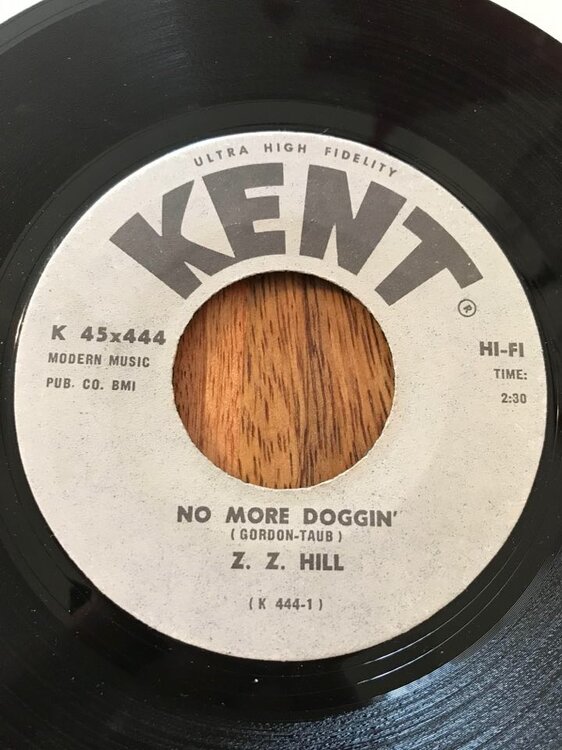 ULTRA HIGH FIDELITY
KENT
®
K 45x444
MODERN MUSIC
PUB. CO. BMI
HI-FI
TIME:
2:30
NO MORE DOGGIN'
(GORDON-TAUB)
Z. Z. HILL
(K 444-1)